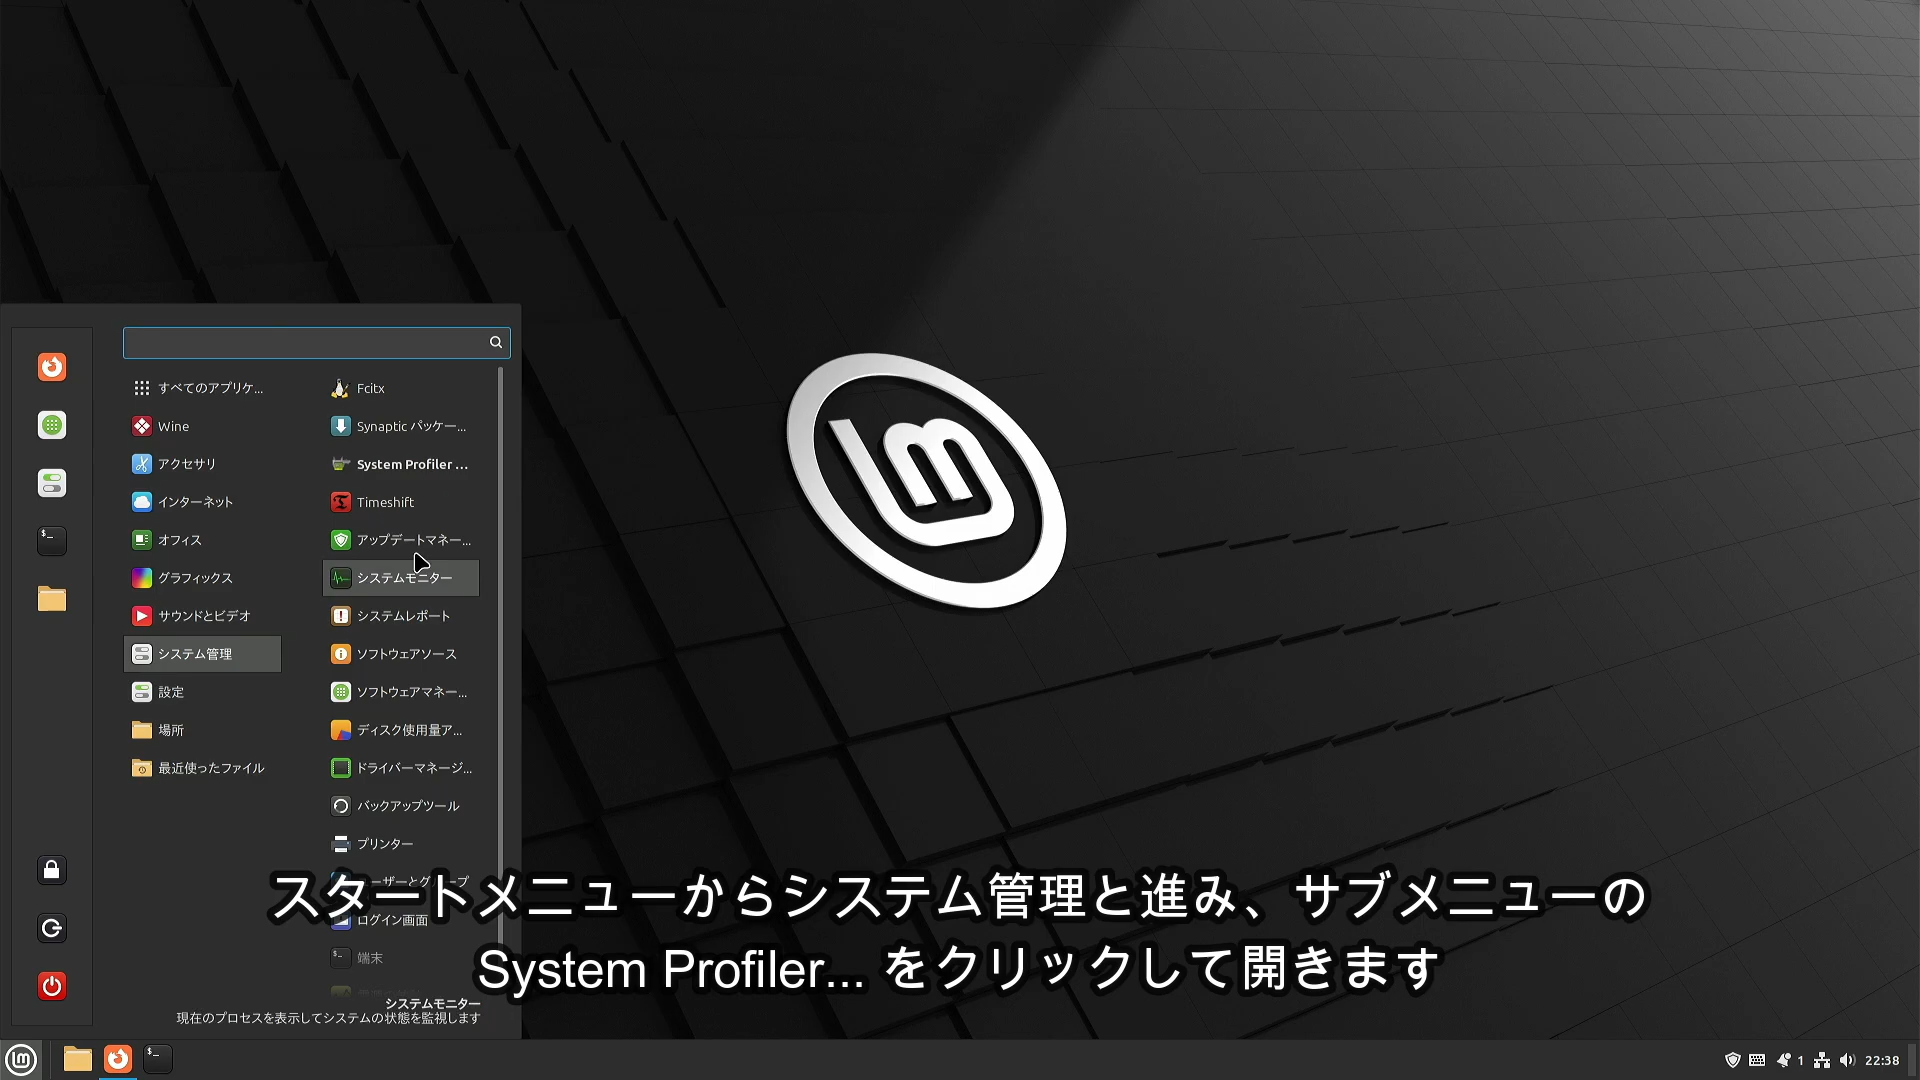 すべてのアプリケ...
Wine
アクセサリ
インターネット
オフィス
グラフィックス
サウンドとビデオ
システム管理
設定
場所
最近使ったファイル
Fcitx
Synaptic パッケー...
System Profiler ...
Timeshift
アップデートマネー...
システムモニター
システムレポート
ソフトウェアソース
ソフトウェアマネー...
ディスク使用量ア...
ドライバーマネージ...
バックアップツール
プリンター
ーザーとグループ
ログイン画面
端末
スタートメニューからシステム管理と進み、サブメニューの
System Profiler... をクリックして開きます
システムモニター
現在のプロセスを表示してシステムの状態を監視します
1
22:38